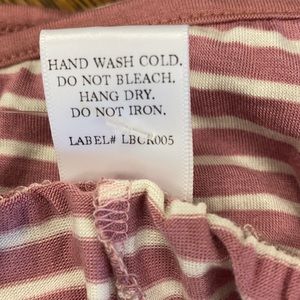 HAND WASH COLD.
DO NOT BLEACH.
HANG DRY.
DO NOT IRON.
LABEL# LBCR005